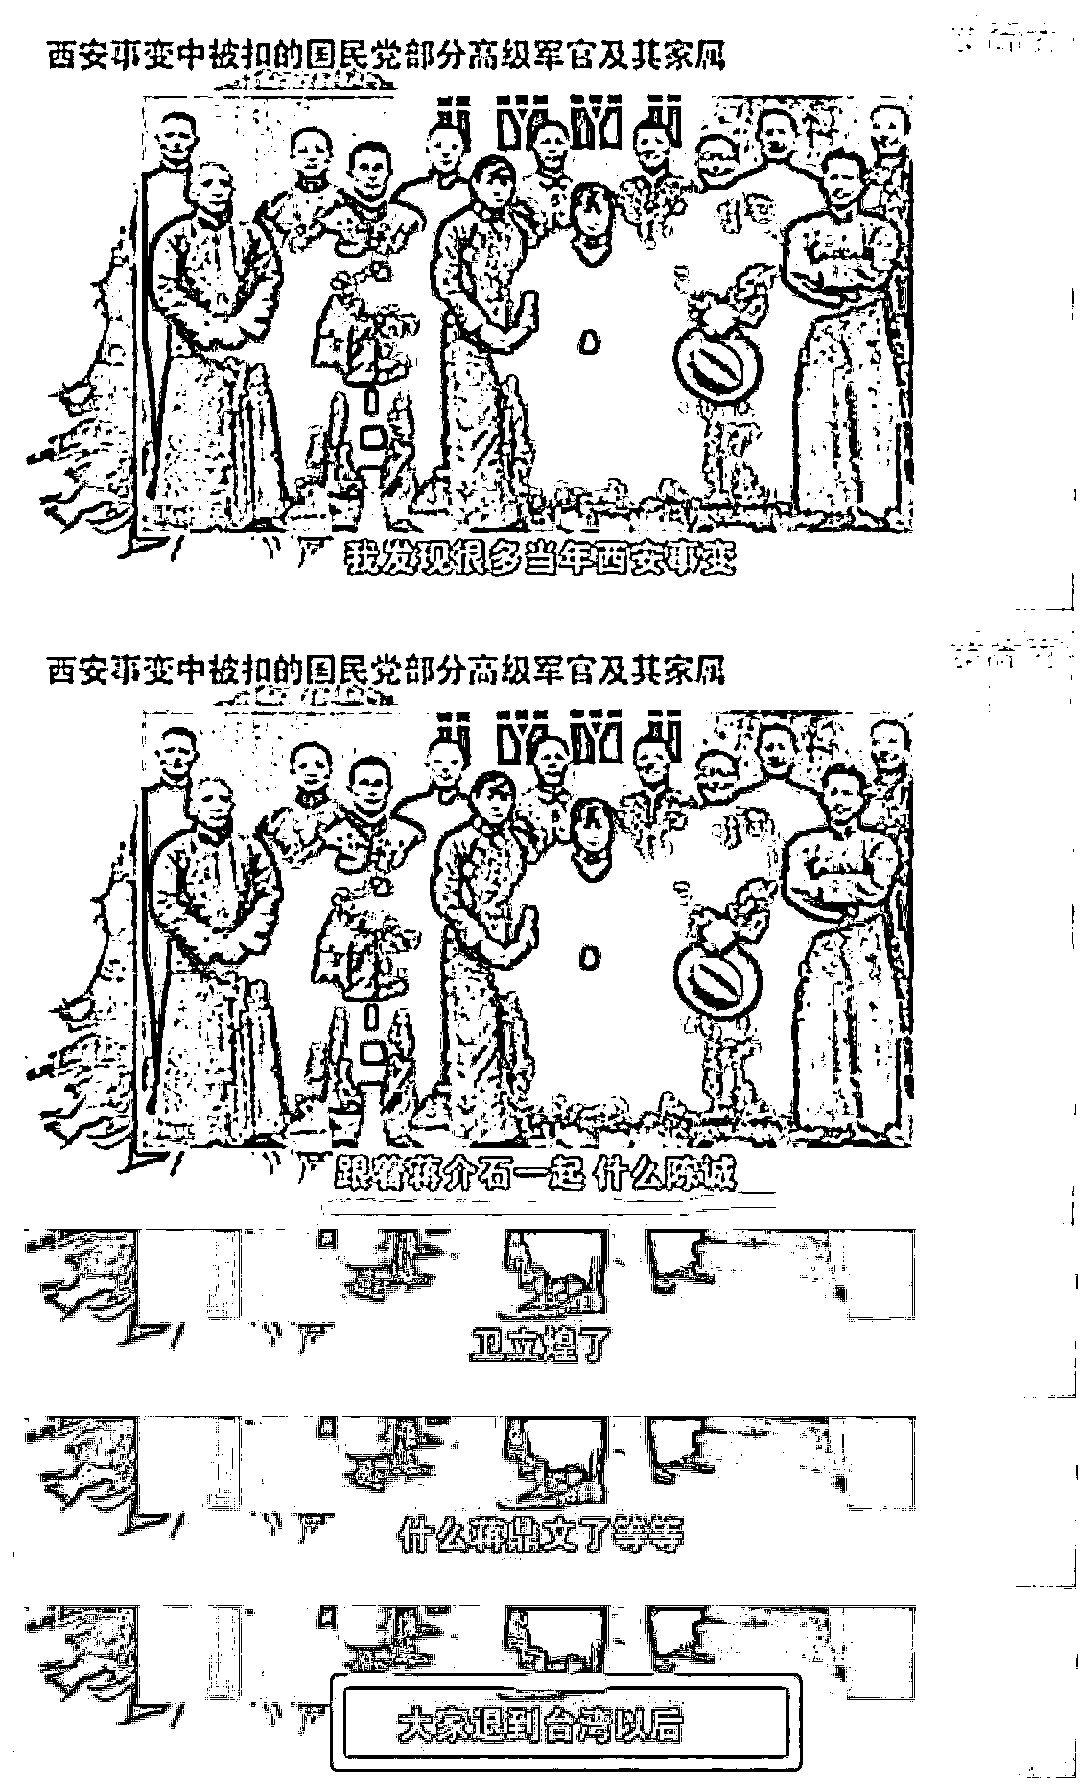 西安事变中被扣的国民党部分高级军官及其家属
我发现很多当年西安事变
西安事变中被扣的国民党部分高级军官及其家属
跟着蒋介石一起 什么陈诚
卫立煌了
什么蒋鼎文了等等
大家退到台湾以后